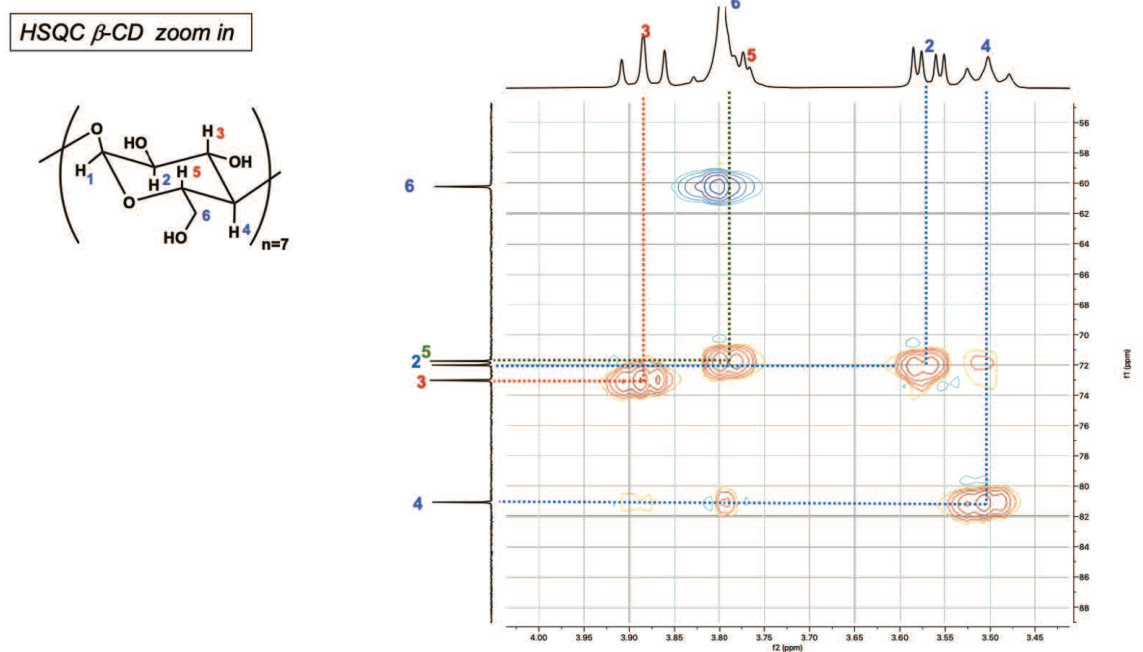 HSQC β-CD zoom in
6
3
5
2
4
O
H 3
HO
OH
H
5
H
1
H
2
O
6
H 4
HO
n=7
6
5
2
3
4
56
58
60
62
64
66
68
70
72
74
76
78
80
82
84
86
88
f1 (ppm)
4.00 3.95 3.90 3.85 3.80 3.75 3.70 3.65 3.60 3.55 3.50 3.45
f2 (ppm)